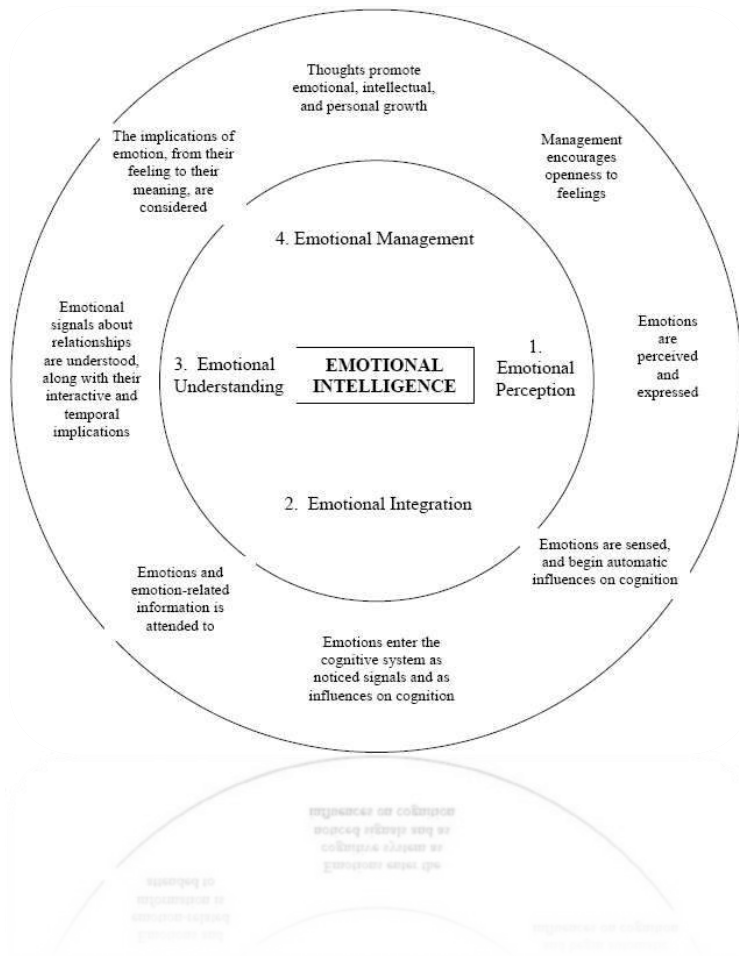 Thoughts promote
emotional, intellectual,
and personal growth
The implications of
emotion, from their
feeling to their
meaning, are
considered
Management
encourages
openness to
feelings
4. Emotional Management
Emotional
signals about
relationships
are understood,
along with their
interactive and
temporal
implications
3. Emotional
Understanding
EMOTIONAL
INTELLIGENCE
1.
Emotional
Perception
Emotions
are
perceived
and
expressed
2. Emotional Integration
Emotions are sensed,
and begin automatic
influences on cognition
Emotions and
emotion-related
information is
attended to
Emotions enter the
cognitive system as
noticed signals and as
influences on cognition